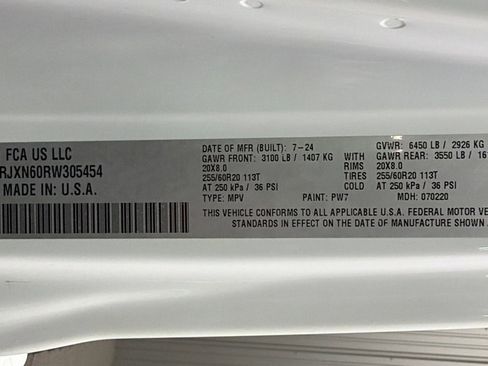 FCA US LLC
RJXN60RW305454
MADE IN: U.S.A.
DATE OF MFR (BUILT): 7-24 GVWR: 6450 LB / 2926 KG
GAWR FRONT: 3100 LB / 1407 KG WITH GAWR REAR: 3550 LB / 16
20X8.0 RIMS 20X8.0
255/60R20 113T TIRES 255/60R20 113T
AT 250 kPa / 36 PSI AT 250 kPa / 36 PSI
TYPE: MPV PAINT: PW7 MDH: 070220
THIS VEHICLE CONFORMS TO ALL APPLICABLE U.S.A. FEDERAL MOTOR
STANDARDS IN EFFECT ON THE DATE OF MANUFACTURE SHOWN